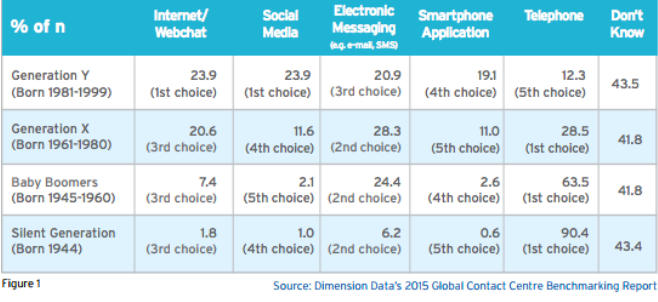 % of n
Internet/
Webchat
Social
Media
Electronic
Messaging
(e.g. e-mail, SMS)
Smartphone
Application
Telephone
Don't
Know
Generation Y
(Born 1981-1999)
23.9
(1st choice)
23.9
(1st choice)
20.9
(3rd choice)
19.1
(4th choice)
12.3
(5th choice)
43.5
Generation X
(Born 1961-1980)
20.6
(3rd choice)
11.6
(4th choice)
28.3
(2nd choice)
11.0
(5th choice)
28.5
(1st choice)
41.8
Baby Boomers
(Born 1945-1960)
7.4
(3rd choice)
2.1
(5th choice)
24.4
(2nd choice)
2.6
(4th choice)
63.5
(1st choice)
41.8
Silent Generation
(Born 1944)
1.8
(3rd choice)
1.0
(4th choice)
6.2
(2nd choice)
0.6
(5th choice)
90.4
(1st choice)
43.4
Figure 1
Source: Dimension Data's 2015 Global Contact Centre Benchmarking Report